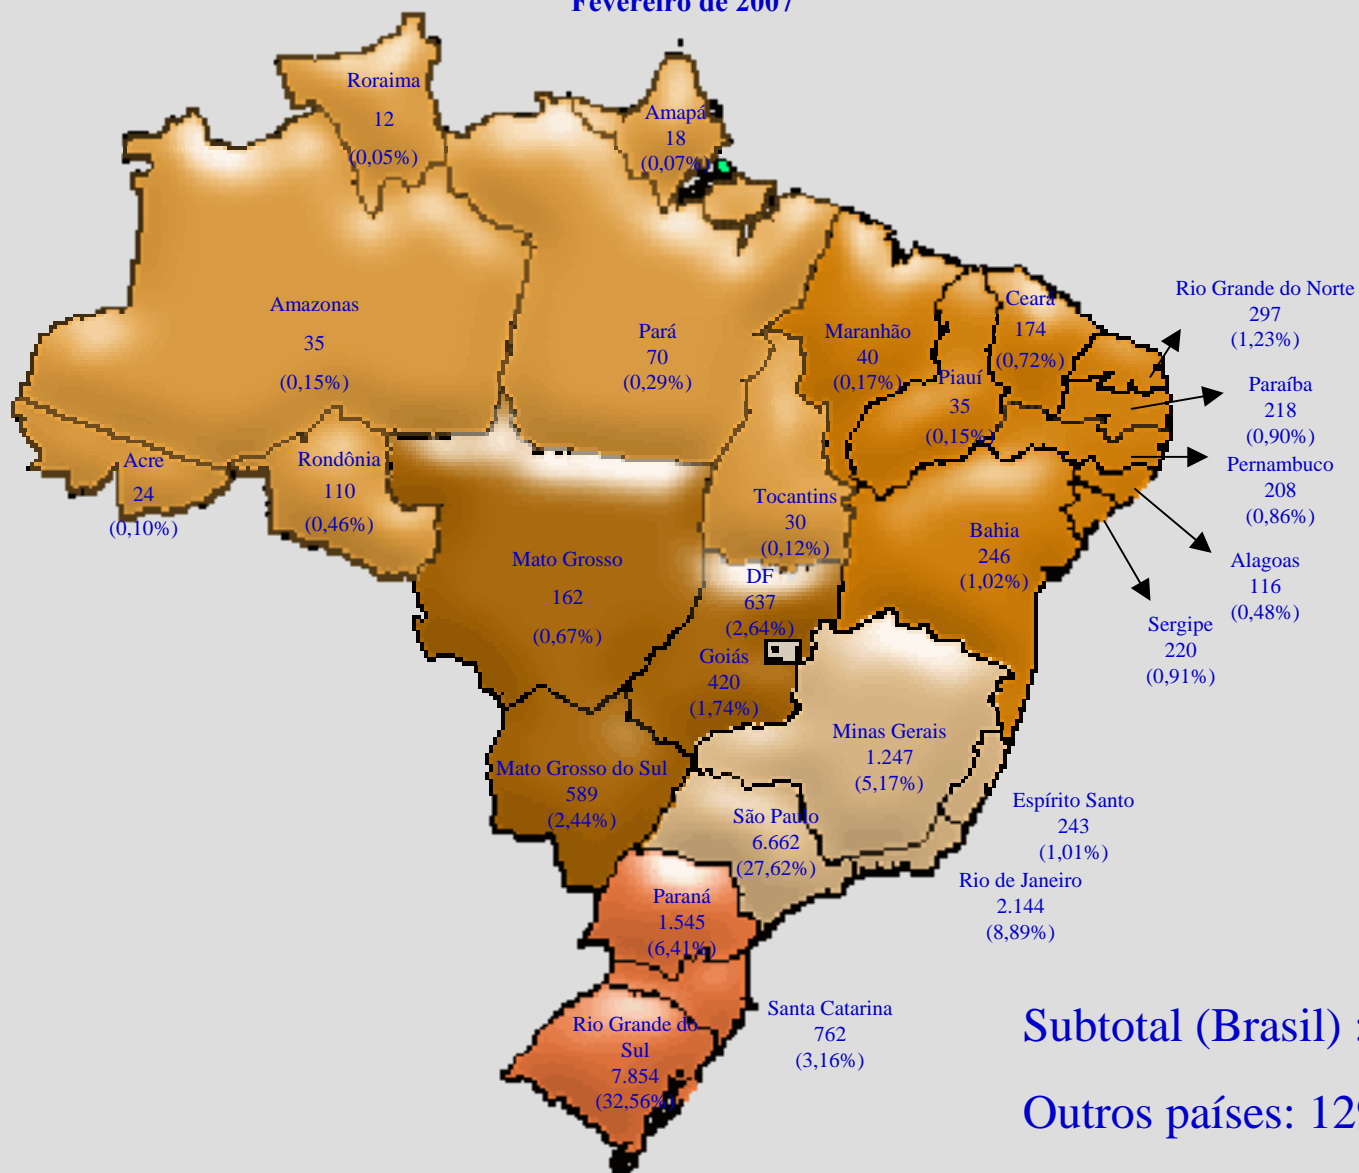 Fevereiro de 2007
Roraima
12
(0,05%)
Amapá
18
(0,07%)
Amazonas
35
(0,15%)
Pará
70
(0,29%)
Maranhão
40
(0,17%)
Piauí
35
(0,15%)
Ceará
174
(0,72%)
Rio Grande do Norte
297
(1,23%)
Paraíba
218
(0,90%)
Pernambuco
208
(0,86%)
Alagoas
116
(0,48%)
Sergipe
220
(0,91%)
Acre
24
(0,10%)
Rondônia
110
(0,46%)
Tocantins
30
(0,12%)
Bahia
246
(1,02%)
Mato Grosso
162
(0,67%)
DF
637
(2,64%)
Goiás
420
(1,74%)
Minas Gerais
1.247
(5,17%)
Mato Grosso do Sul
589
(2,44%)
São Paulo
6.662
(27,62%)
Espírito Santo
243
(1,01%)
Rio de Janeiro
2.144
(8,89%)
Paraná
1.545
(6,41%)
Santa Catarina
762
(3,16%)
Rio Grande do
Sul
7.854
(32,56%)
Subtotal (Brasil) :
Outros países: 12